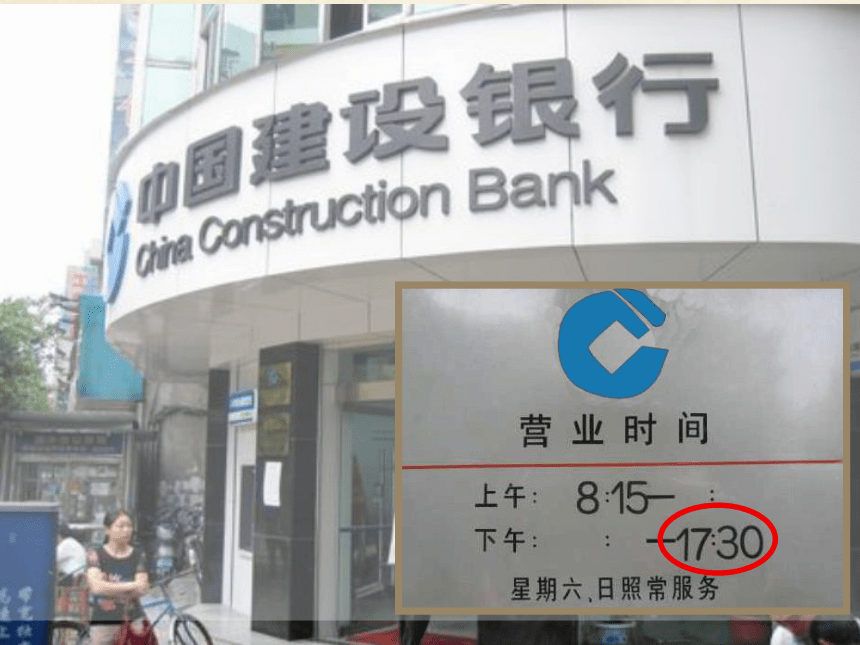 中国建设银行
China Construction Bank
营业时间
上午: 8:15— :
下午: : —17:30
星期六、日照常服务